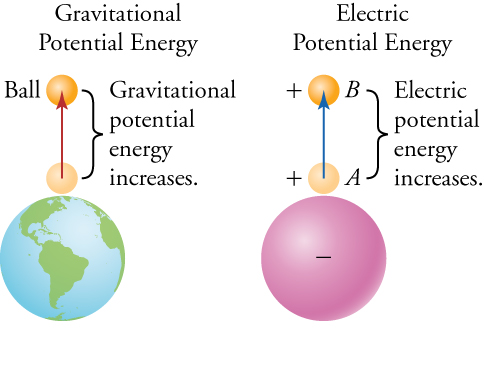 Gravitational
Potential Energy
Ball
Gravitational
potential
energy
increases.
Electric
Potential Energy
+ B
+ A
Electric
potential
energy
increases.
−